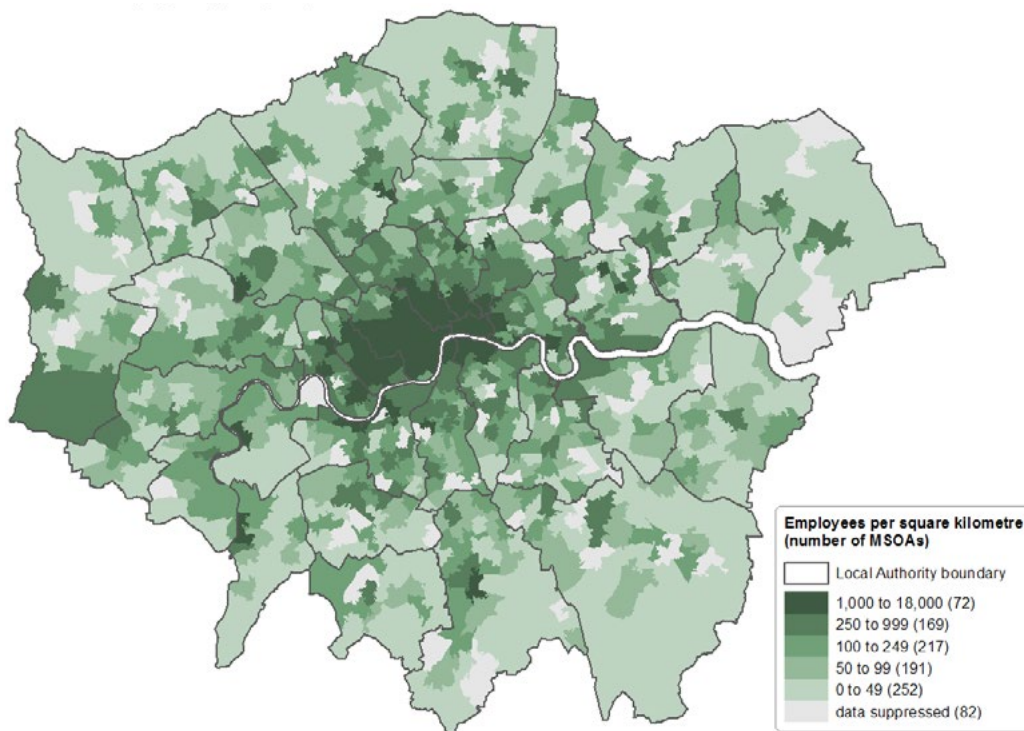 Employees per square kilometre
(number of MSOAs)
Local Authority boundary
1,000 to 18,000 (72)
250 to 999 (169)
100 to 249 (217)
50 to 99 (191)
0 to 49 (252)
data suppressed (82)